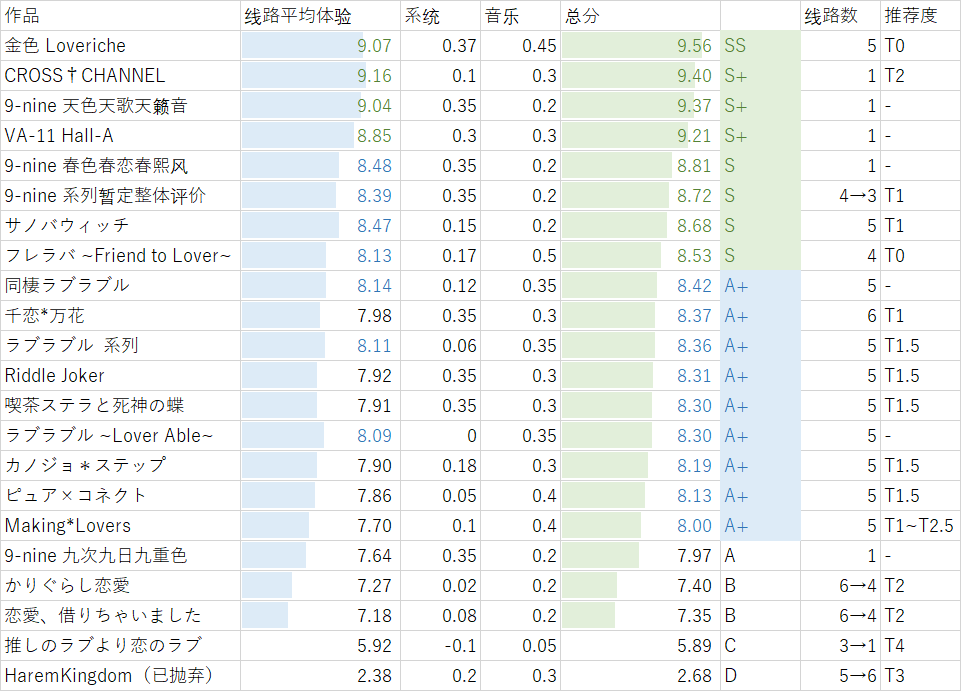 作品 线路平均体验 系统 音乐 总分 线路数 推荐度
金色 Loveriche 9.07 0.37 0.45 9.56 SS 5 T0
CROSS†CHANNEL 9.16 0.1 0.3 9.40 S+ 1 T2
9-nine 天色天歌天籁音 9.04 0.35 0.2 9.37 S+ 1 -
VA-11 Hall-A 8.85 0.3 0.3 9.21 S+ 1 -
9-nine 春色春恋春熙风 8.48 0.35 0.2 8.81 S 1 -
9-nine 系列暂定整体评价 8.39 0.35 0.2 8.72 S 4→3 T1
サノバウィッチ 8.47 0.15 0.2 8.68 S 5 T1
フレラバ ~Friend to Lover~ 8.13 0.17 0.5 8.53 S 4 T0
同棲ラブラブル 8.14 0.12 0.35 8.42 A+ 5 -
千恋*万花 7.98 0.35 0.3 8.37 A+ 6 T1
ラブラブル 系列 8.11 0.06 0.35 8.36 A+ 5 T1.5
Riddle Joker 7.92 0.35 0.3 8.31 A+ 5 T1.5
喫茶ステラと死神の蝶 7.91 0.35 0.3 8.30 A+ 5 T1.5
ラブラブル ~Lover Able~ 8.09 0 0.35 8.30 A+ 5 -
カノジョ＊ステップ 7.90 0.18 0.3 8.19 A+ 5 T1.5
ピュア×コネクト 7.86 0.05 0.4 8.13 A+ 5 T1.5
Making*Lovers 7.70 0.1 0.4 8.00 A+ 5 T1~T2.5
9-nine 九次九日九重色 7.64 0.35 0.2 7.97 A 1 -
かりぐらし恋愛 7.27 0.02 0.2 7.40 B 6→4 T2
恋愛、借りちゃいました 7.18 0.08 0.2 7.35 B 6→4 T2
推しのラブより恋のラブ 5.92 -0.1 0.05 5.89 C 3→1 T4
HaremKingdom（已抛弃） 2.38 0.2 0.3 2.68 D 5→6 T3